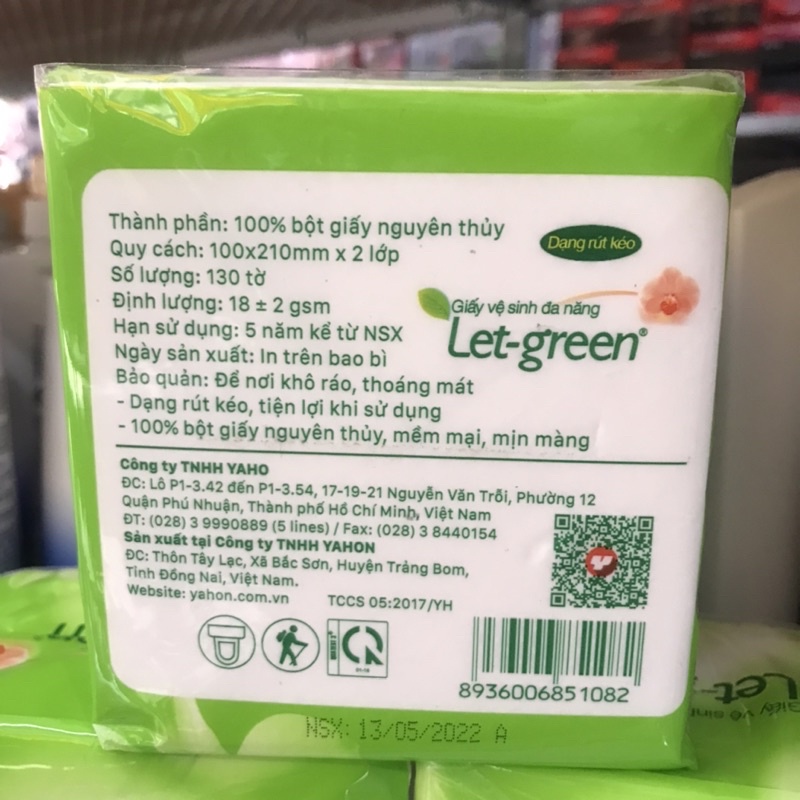 Thành phần: 100% bột giấy nguyên thủy
Quy cách: 100x210mm x 2 lớp
Số lượng: 130 tờ
Định lượng: 18 ± 2 gsm
Hạn sử dụng: 5 năm kể từ NSX
Ngày sản xuất: In trên bao bì
Bảo quản: Để nơi khô ráo, thoáng mát
- Dạng rút kéo, tiện lợi khi sử dụng
- 100% bột giấy nguyên thủy, mềm mại, mịn màng
Dạng rút kéo
Giấy vệ sinh đa năng
Let-green®
Công ty TNHH YAHO
ĐC: Lô P1-3.42 đến P1-3.54, 17-19-21 Nguyễn Văn Trỗi, Phường 12
Quận Phú Nhuận, Thành phố Hồ Chí Minh, Việt Nam
ĐT: (028) 3 9990889 (5 lines) / Fax: (028) 3 8440154
Sản xuất tại Công ty TNHH YAHON
ĐC: Thôn Tây Lạc, Xã Bắc Sơn, Huyện Trảng Bom,
Tỉnh Đồng Nai, Việt Nam.
Website: yahon.com.vn TCCS 05:2017/YH
8936006851082
NSX: 13/05/2022 A
Giấy vệ sinh
Let-